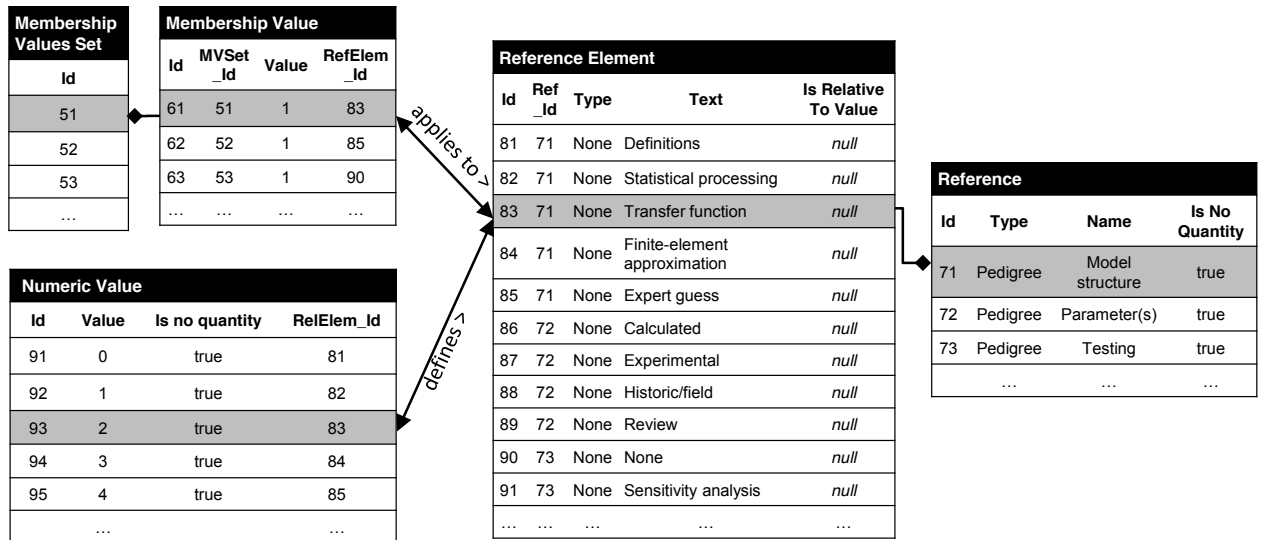 Membership
Values Set
Id
51
52
53
…
Membership Value
Id MVSet _Id Value RefElem _Id
61 51 1 83
62 52 1 85
63 53 1 90
… … … …
applies to >
Numeric Value
Id Value Is no quantity RelElem_Id
91 0 true 81
92 1 true 82
93 2 true 83
94 3 true 84
95 4 true 85
… …
defines >
Reference Element
Id Ref _Id Type Text Is Relative To Value
81 71 None Definitions null
82 71 None Statistical processing null
83 71 None Transfer function null
84 71 None Finite-element approximation null
85 71 None Expert guess null
86 72 None Calculated null
87 72 None Experimental null
88 72 None Historic/field null
89 72 None Review null
90 73 None None null
91 73 None Sensitivity analysis null
… … … … …
Reference
Id Type Name Is No Quantity
71 Pedigree Model structure true
72 Pedigree Parameter(s) true
73 Pedigree Testing true
… … …